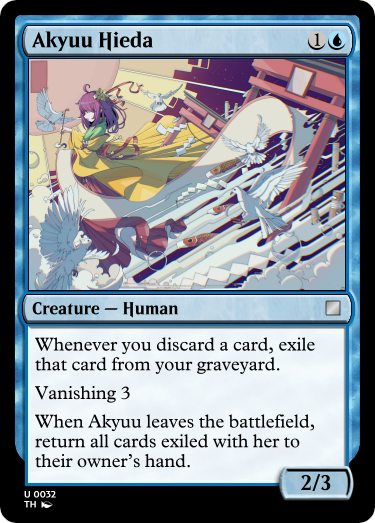 Akyuu Hieda 1
Creature — Human
Whenever you discard a card, exile
that card from your graveyard.
Vanishing 3
When Akyuu leaves the battlefield,
return all cards exiled with her to
their owner's hand.
2/3
U 0032
TH